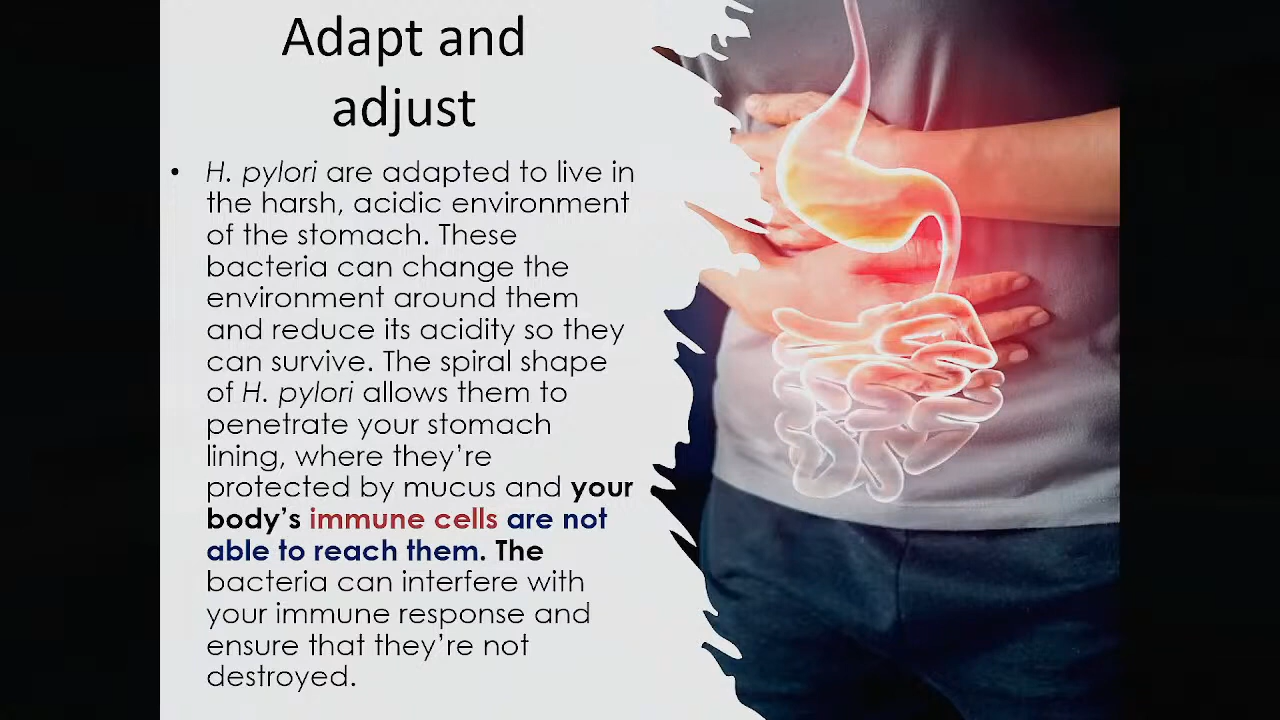 Adapt and
adjust
• H. pylori are adapted to live in
the harsh, acidic environment
of the stomach. These
bacteria can change the
environment around them
and reduce its acidity so they
can survive. The spiral shape
of H. pylori allows them to
penetrate your stomach
lining, where they’re
protected by mucus and your
body’s immune cells are not
able to reach them. The
bacteria can interfere with
your immune response and
ensure that they’re not
destroyed.